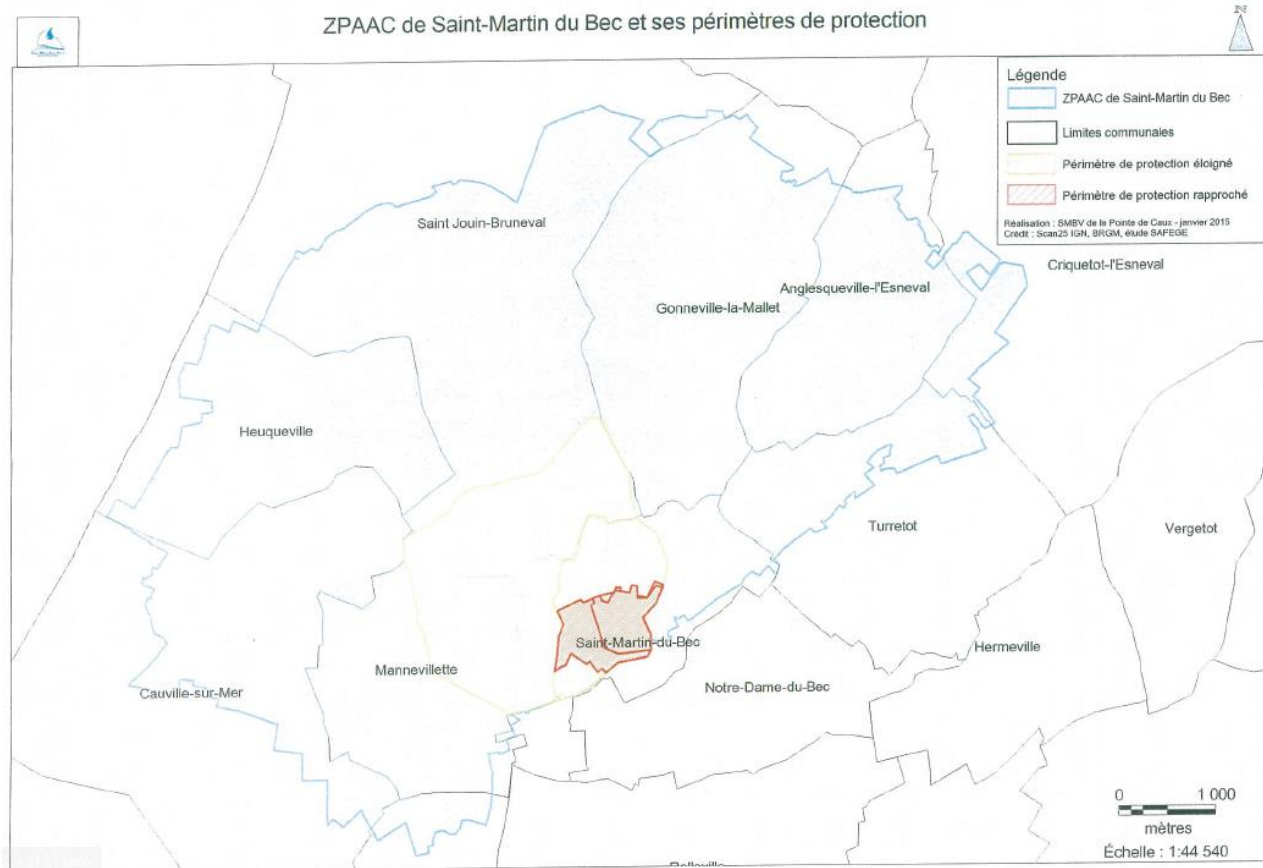 ZPAAC de Saint-Martin du Bec et ses périmètres de protection
N
Légende
ZPAAC de Saint-Martin du Bec
Limites communales
Périmètre de protection éloigné
Périmètre de protection rapproché
Réalisation : SMBV de la Pointe de Caux - janvier 2015
Crédit : Scan25 IGN, BRGM, étude SAFEGE
Saint Jouin-Bruneval
Criquetot-l'Esneval
Anglesqueville-l'Esneval
Gonneville-la-Mallet
Heuqueville
Turretot
Vergetot
Saint-Martin-du-Bec
Hermeville
Mannevillette
Notre-Dame-du-Bec
Cauville-sur-Mer
0 1 000
mètres
Échelle : 1:44 540